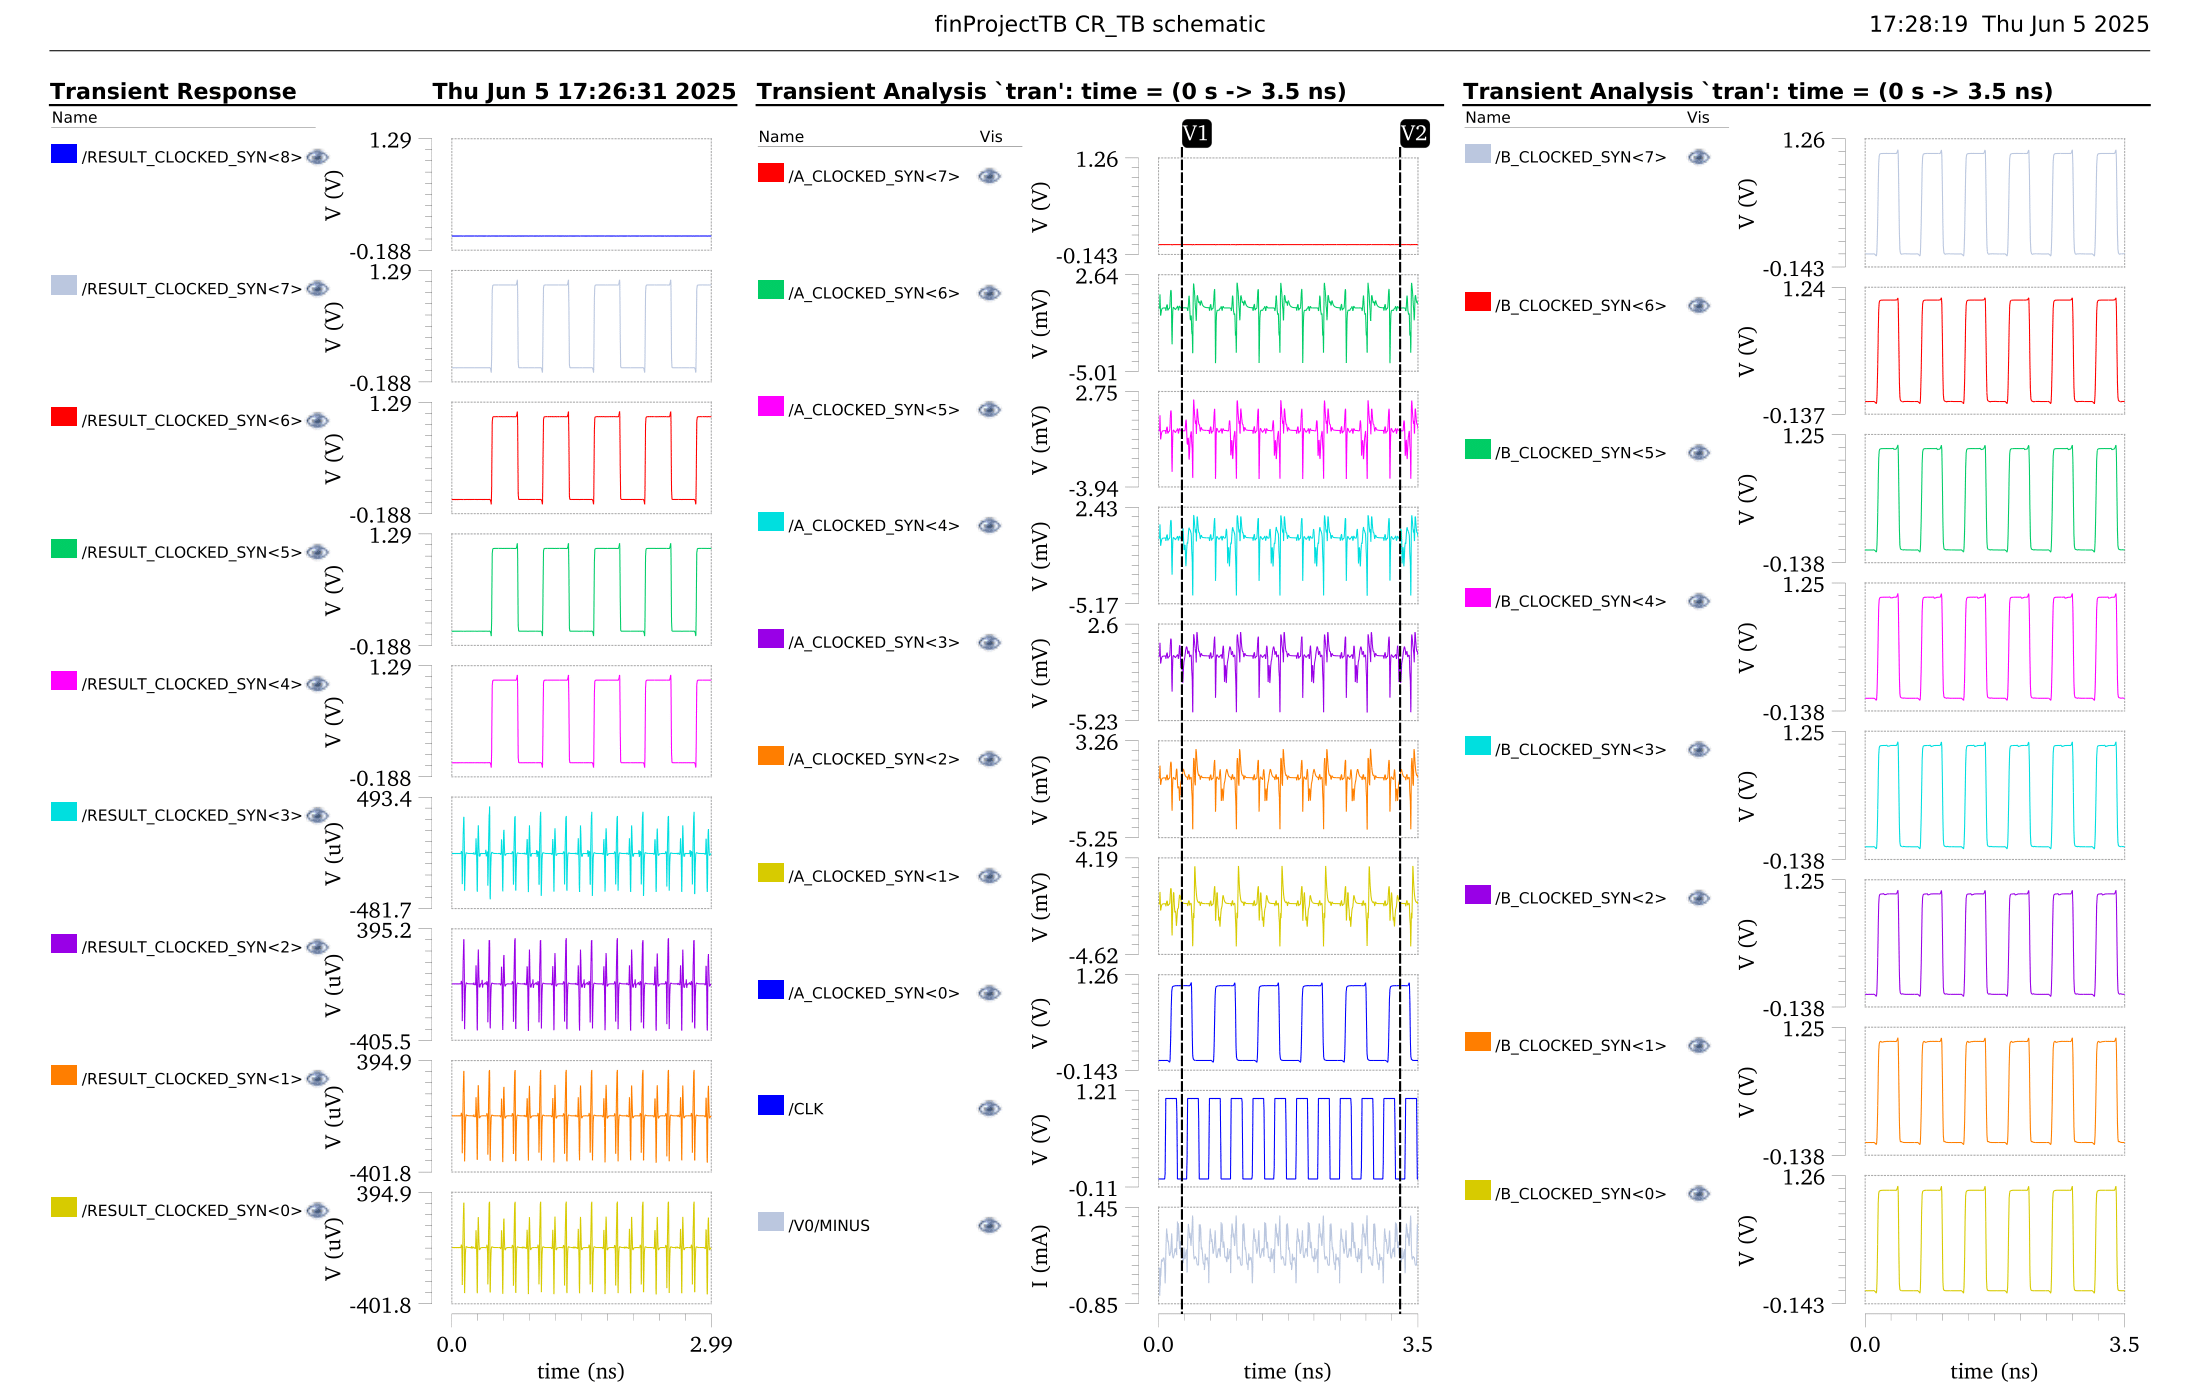 finProjectTB CR_TB schematic
17:28:19 Thu Jun 5 2025
Transient Response
Thu Jun 5 17:26:31 2025
Name
/RESULT_CLOCKED_SYN<8>
1.29
V (V)
-0.188
/RESULT_CLOCKED_SYN<7>
1.29
V (V)
-0.188
/RESULT_CLOCKED_SYN<6>
1.29
V (V)
-0.188
/RESULT_CLOCKED_SYN<5>
1.29
V (V)
-0.188
/RESULT_CLOCKED_SYN<4>
1.29
V (V)
-0.188
/RESULT_CLOCKED_SYN<3>
493.4
V (uV)
-481.7
/RESULT_CLOCKED_SYN<2>
395.2
V (uV)
-405.5
/RESULT_CLOCKED_SYN<1>
394.9
V (uV)
-401.8
/RESULT_CLOCKED_SYN<0>
394.9
V (uV)
-401.8
0.0
2.99
time (ns)
Transient Analysis `tran': time = (0 s -> 3.5 ns)
Name
Vis
V1
V2
/A_CLOCKED_SYN<7>
1.26
V (V)
-0.143
/A_CLOCKED_SYN<6>
2.64
V (mV)
-5.01
/A_CLOCKED_SYN<5>
2.75
V (mV)
-3.94
/A_CLOCKED_SYN<4>
2.43
V (mV)
-5.17
/A_CLOCKED_SYN<3>
2.6
V (mV)
-5.23
/A_CLOCKED_SYN<2>
3.26
V (mV)
-5.25
/A_CLOCKED_SYN<1>
4.19
V (mV)
-4.62
/A_CLOCKED_SYN<0>
1.26
V (V)
-0.143
/CLK
1.21
V (V)
-0.11
/V0/MINUS
1.45
I (mA)
-0.85
0.0
3.5
time (ns)
Transient Analysis `tran': time = (0 s -> 3.5 ns)
Name
Vis
/B_CLOCKED_SYN<7>
1.26
V (V)
-0.143
/B_CLOCKED_SYN<6>
1.24
V (V)
-0.137
/B_CLOCKED_SYN<5>
1.25
V (V)
-0.138
/B_CLOCKED_SYN<4>
1.25
V (V)
-0.138
/B_CLOCKED_SYN<3>
1.25
V (V)
-0.138
/B_CLOCKED_SYN<2>
1.25
V (V)
-0.138
/B_CLOCKED_SYN<1>
1.25
V (V)
-0.138
/B_CLOCKED_SYN<0>
1.26
V (V)
-0.143
0.0
3.5
time (ns)